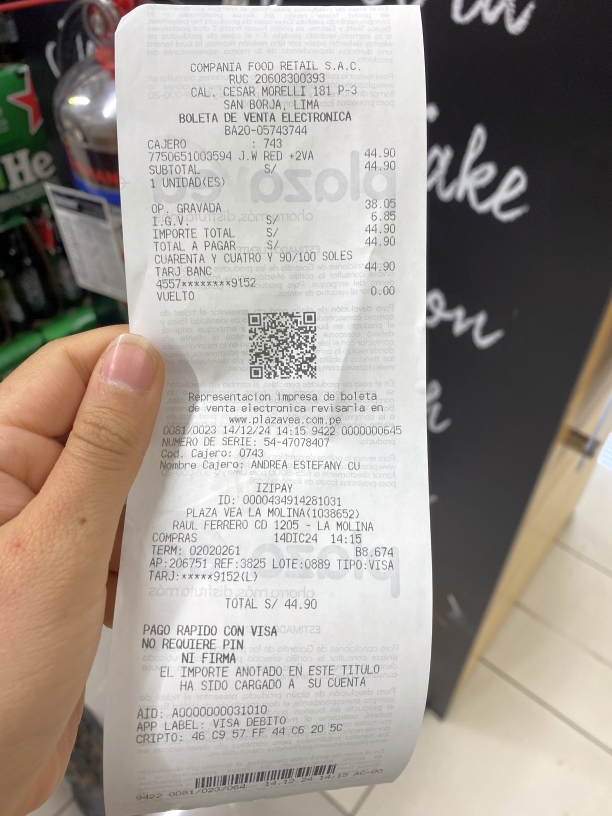 COMPANIA FOOD RETAIL S.A.C.
RUC 20608300393
CAL. CESAR MORELLI 181 P-3
SAN BORJA, LIMA
BOLETA DE VENTA ELECTRONICA
BA20-05743744
CAJERO : 743
7750651003594 J.W RED +2VA 44.90
SUBTOTAL S/ 44.90
1 UNIDAD(ES)
OP. GRAVADA 38.05
I.G.V. S/ 6.85
IMPORTE TOTAL S/ 44.90
TOTAL A PAGAR S/ 44.90
CUARENTA Y CUATRO Y 90/100 SOLES
TARJ BANC 44.90
4557********9152
VUELTO 0.00
Representacion impresa de boleta
de venta electronica revisarla en
www.plazavea.com.pe
0081/0023 14/12/24 14:15 9422 0000000645
NUMERO DE SERIE: 54-47078407
Cod. Cajero: 0743
Nombre Cajero: ANDREA ESTEFANY CU
IZIPAY
ID: 0000434914281031
PLAZA VEA LA MOLINA(1038652)
RAUL FERRERO CD 1205 - LA MOLINA
COMPRAS 14DIC24 14:15
TERM: 02020261 B8.674
AP:206751 REF:3825 LOTE:0889 TIPO:VISA
TARJ:*****9152(L)
TOTAL S/ 44.90
PAGO RAPIDO CON VISA
NO REQUIERE PIN
NI FIRMA
EL IMPORTE ANOTADO EN ESTE TITULO
HA SIDO CARGADO A SU CUENTA
AID: A0000000031010
APP LABEL: VISA DEBITO
CRIPTO: 46 C9 57 FF 44 C6 20 5C
9422 0081/023/064 14.12.24 14:15 AC-00
He
ake
on